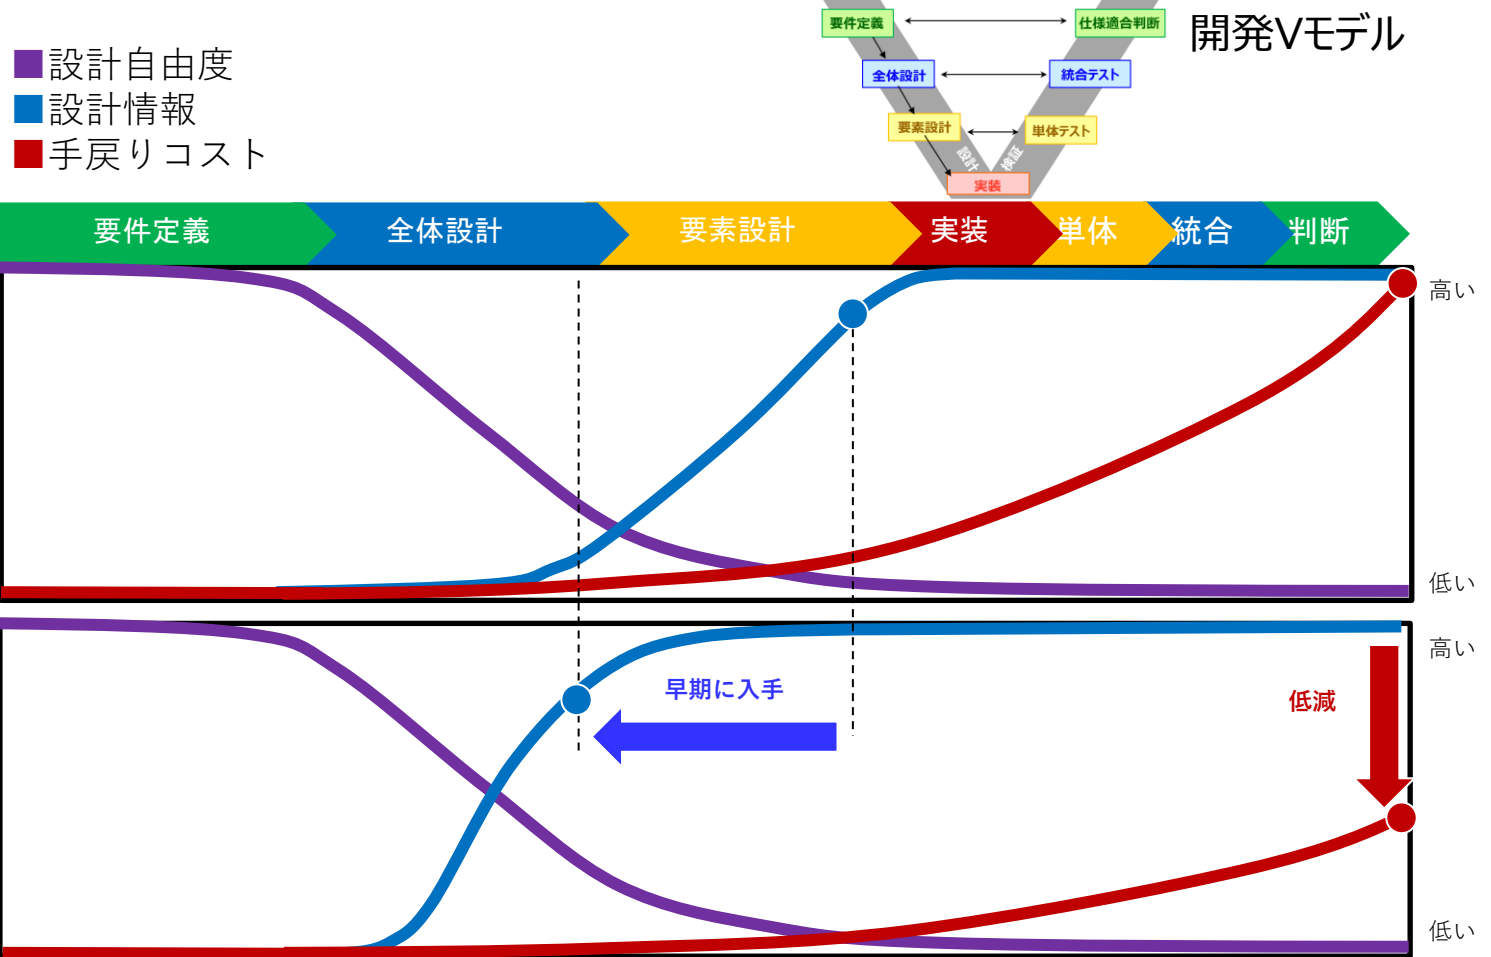 開発Vモデル
要件定義
仕様適合判断
全体設計
統合テスト
要素設計
単体テスト
設計
検証
実装
■設計自由度
■設計情報
■手戻りコスト
要件定義
全体設計
要素設計
実装
単体
統合
判断
高い
低い
高い
早期に入手
低減
低い